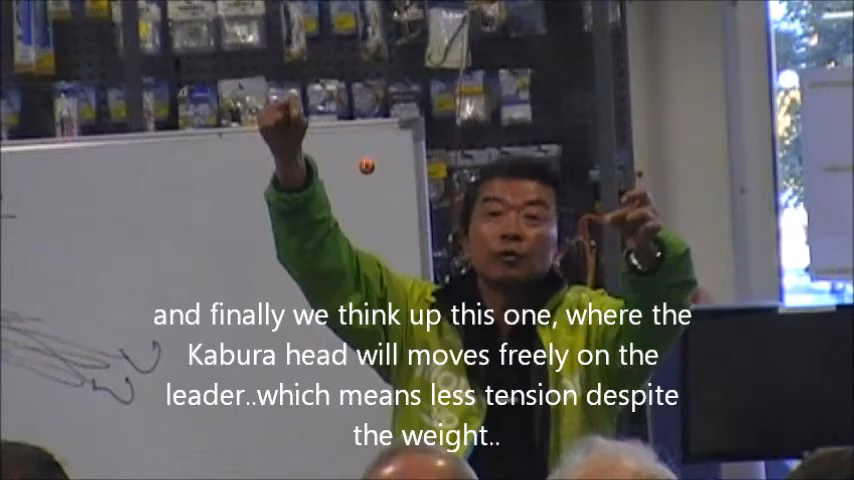 and finally we think up this one, where the
Kabura head will moves freely on the
leader..which means less tension despite
the weight..